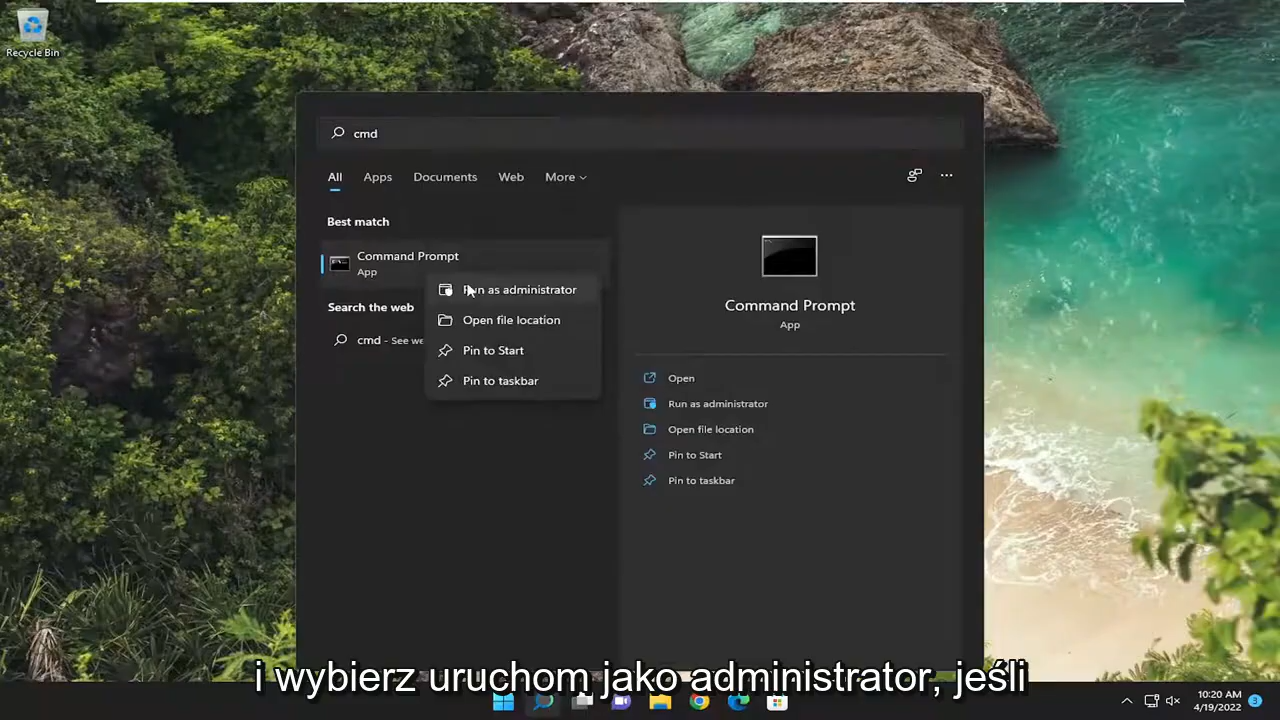 Recycle Bin
cmd
All Apps Documents Web More
Best match
Command Prompt
App
Search the web
cmd - See we
Run as administrator
Open file location
Pin to Start
Pin to taskbar
Command Prompt
App
Open
Run as administrator
Open file location
Pin to Start
Pin to taskbar
i wybierz uruchom jako administrator, jeśli
10:20 AM
4/19/2022
3